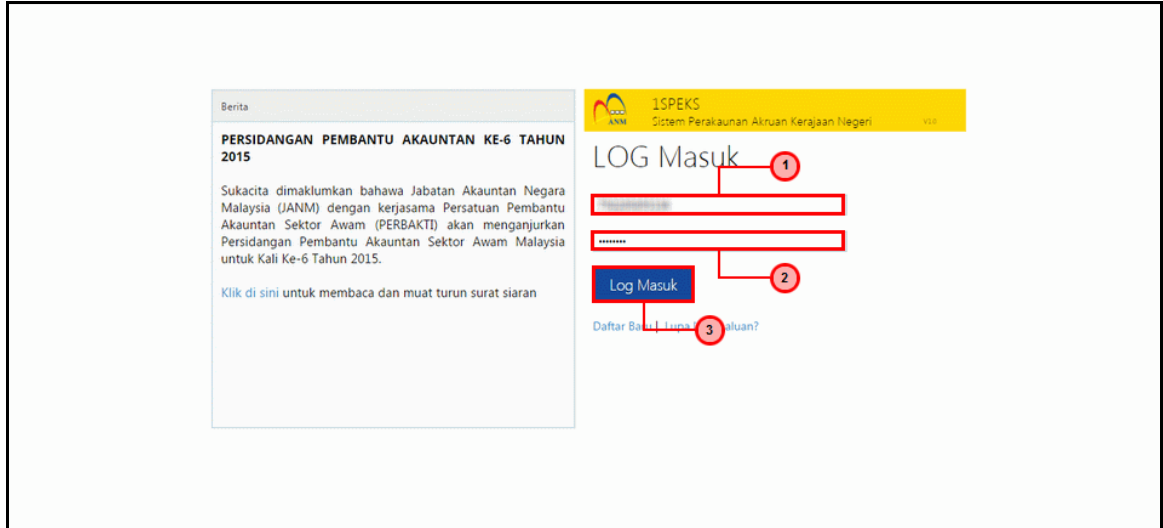 Berita
PERSIDANGAN PEMBANTU AKAUNTAN KE-6 TAHUN
2015
Sukacita dimaklumkan bahawa Jabatan Akauntan Negara
Malaysia (JANM) dengan kerjasama Persatuan Pembantu
Akauntan Sektor Awam (PERBAKTI) akan menganjurkan
Persidangan Pembantu Akauntan Sektor Awam Malaysia
untuk Kali Ke-6 Tahun 2015.
Klik di sini untuk membaca dan muat turun surat siaran
ANM
1SPEKS
Sistem Perakaunan Akruan Kerajaan Negeri
v1.0
LOG Masuk
1
........
2
Log Masuk
Daftar | Lupa
3